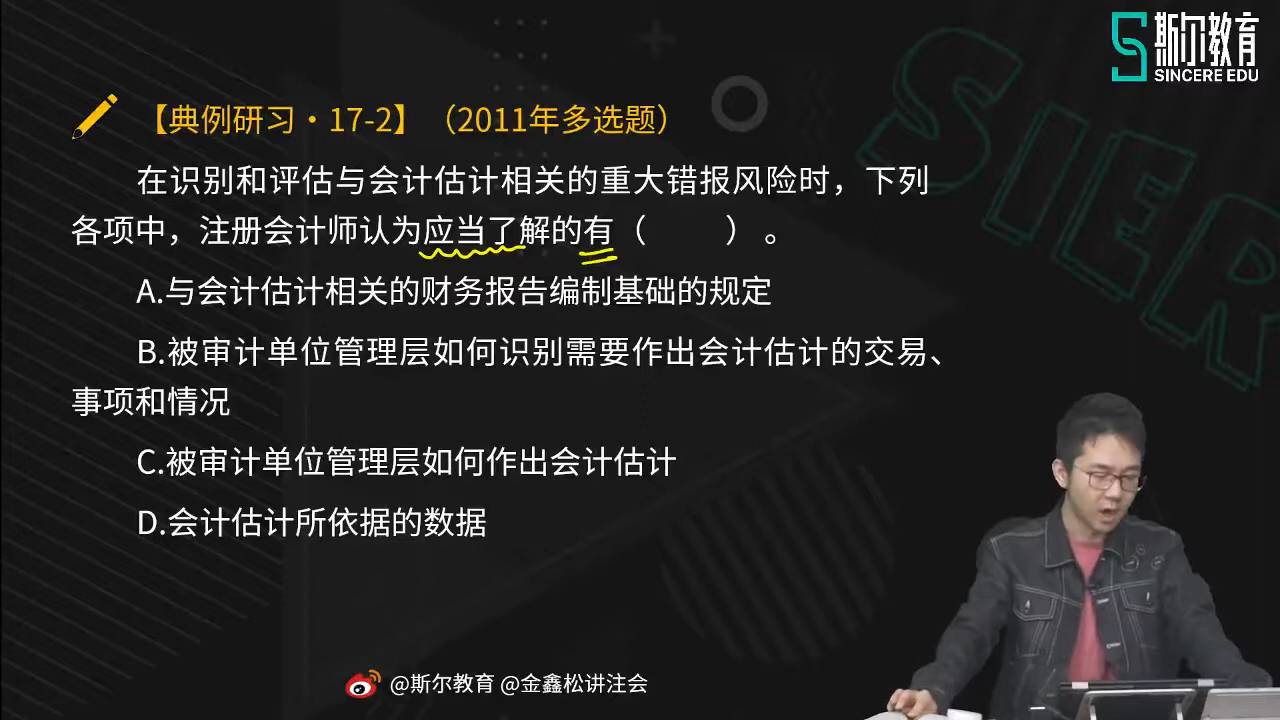 斯尔教育
SINCERE EDU
【典例研习·17-2】（2011年多选题）
在识别和评估与会计估计相关的重大错报风险时，下列
各项中，注册会计师认为应当了解的有（　　）。
A.与会计估计相关的财务报告编制基础的规定
B.被审计单位管理层如何识别需要作出会计估计的交易、
事项和情况
C.被审计单位管理层如何作出会计估计
D.会计估计所依据的数据
@斯尔教育 @金鑫松讲注会
SIER